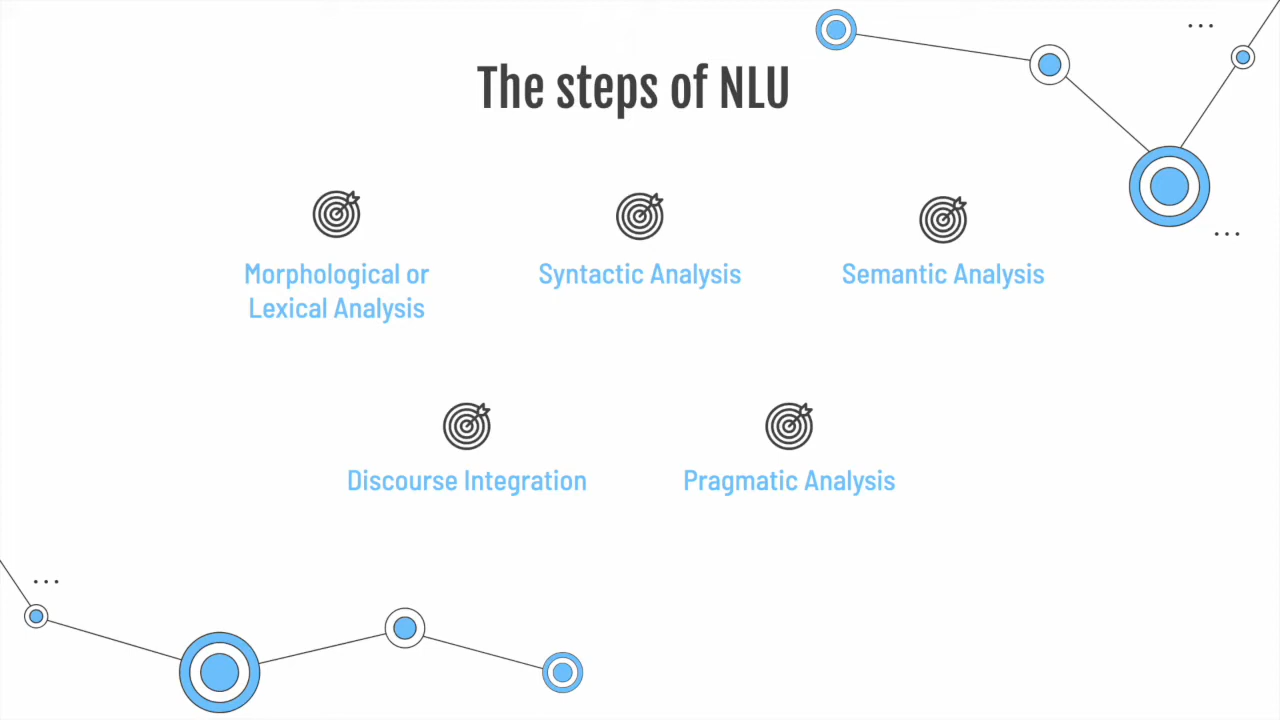 The steps of NLU
Morphological or
Lexical Analysis
Syntactic Analysis
Semantic Analysis
Discourse Integration
Pragmatic Analysis